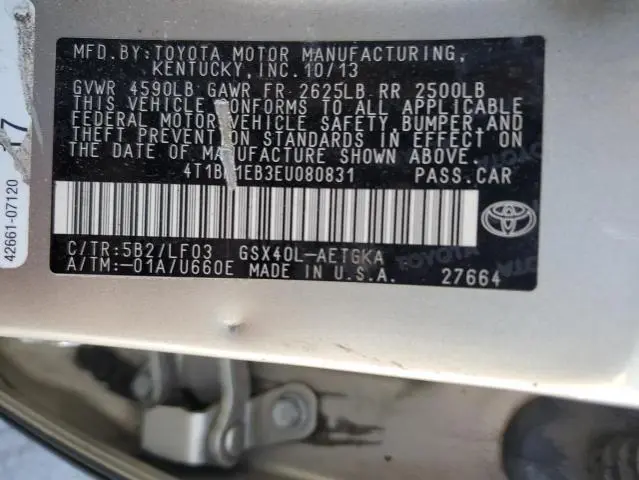 MFD.BY:TOYOTA MOTOR MANUFACTURING,
KENTUCKY,INC.10/13
GVWR 4590LB GAWR FR 2625LB RR 2500LB
THIS VEHICLE CONFORMS TO ALL APPLICABLE
FEDERAL MOTOR VEHICLE SAFETY,BUMPER,AND
THEFT PREVENTION STANDARDS IN EFFECT ON
THE DATE OF MANUFACTURE SHOWN ABOVE.
PASS.CAR
C/TR:5B2/LF03 GSX40L-AETGKA
A/TM:-01A/U660E MADE IN U.S.A. 27664
42661-07120
TOYOTA